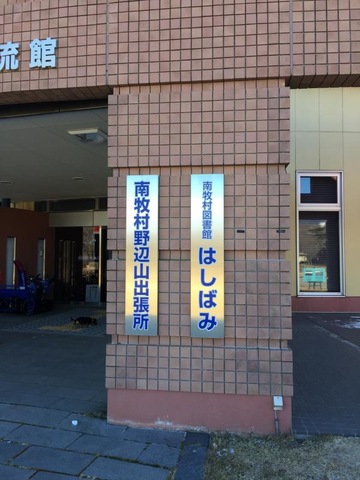 流館
南牧村野辺山出張所
南牧村図書館 はしばみ